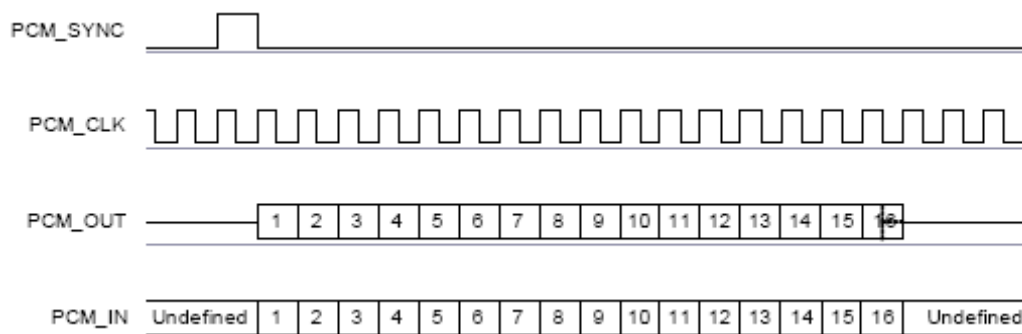 PCM_SYNC
PCM_CLK
PCM_OUT 1 2 3 4 5 6 7 8 9 10 11 12 13 14 15 16
PCM_IN Undefined 1 2 3 4 5 6 7 8 9 10 11 12 13 14 15 16 Undefined